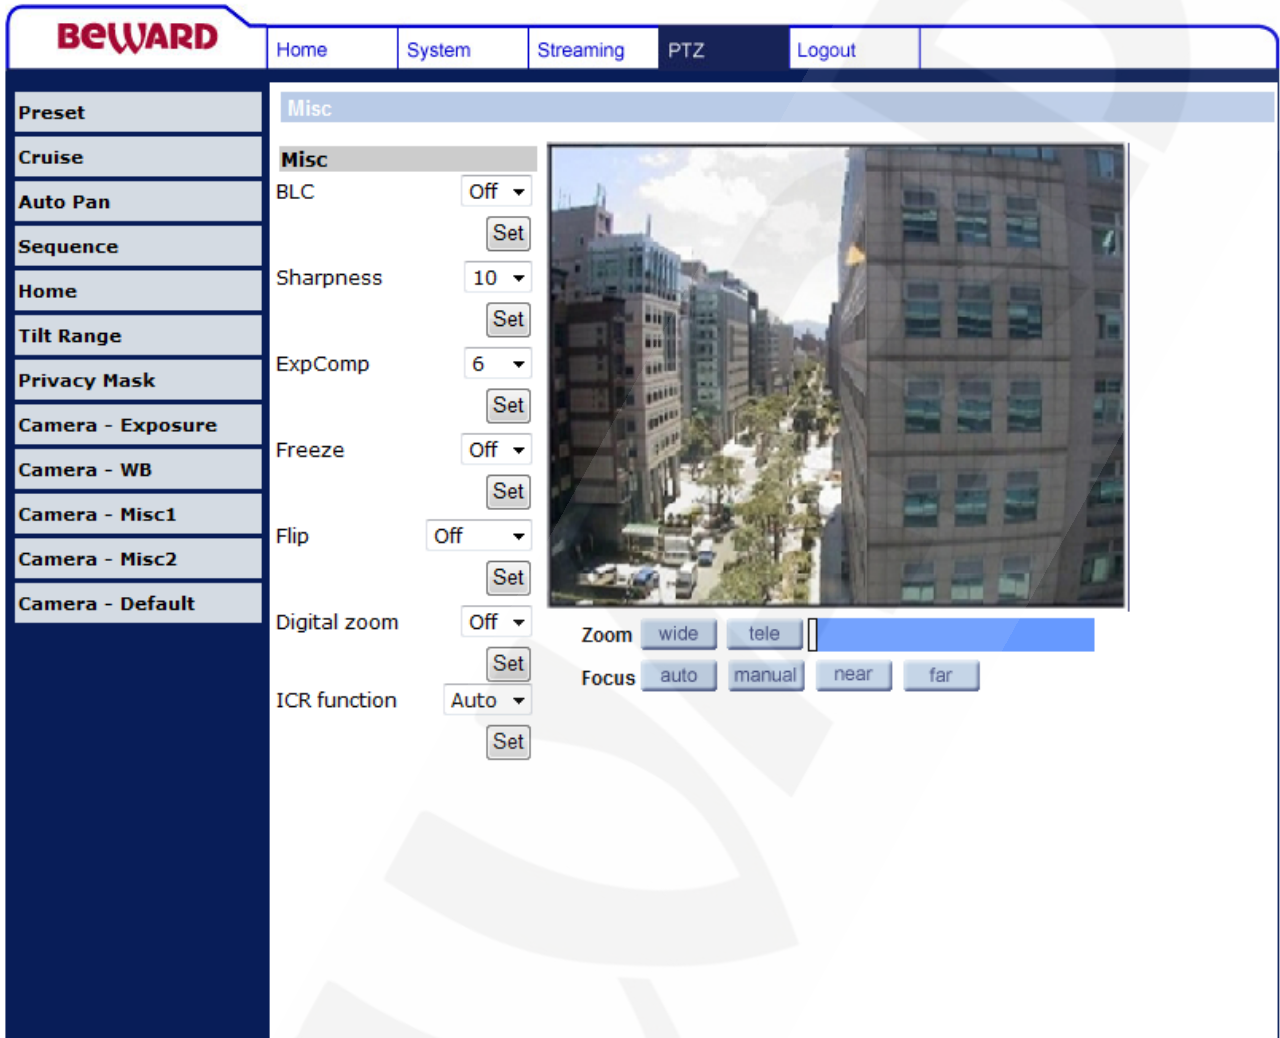 BEWARD
Home System Streaming PTZ Logout
Preset
Cruise
Auto Pan
Sequence
Home
Tilt Range
Privacy Mask
Camera - Exposure
Camera - WB
Camera - Misc1
Camera - Misc2
Camera - Default
Misc
Misc
BLC Off
Set
Sharpness 10
Set
ExpComp 6
Set
Freeze Off
Set
Flip Off
Set
Digital zoom Off
Set
ICR function Auto
Set
Zoom wide tele
Focus auto manual near far